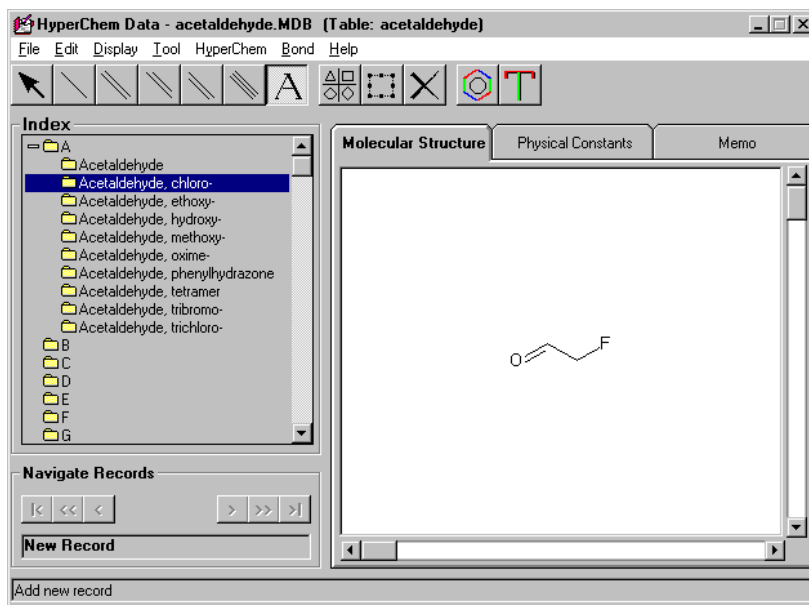 HyperChem Data - acetaldehyde.MDB (Table: acetaldehyde)
File Edit Display Tool HyperChem Bond Help
A
Index
A
Acetaldehyde
Acetaldehyde, chloro-
Acetaldehyde, ethoxy-
Acetaldehyde, hydroxy-
Acetaldehyde, methoxy-
Acetaldehyde, oxime-
Acetaldehyde, phenylhydrazone
Acetaldehyde, tetramer
Acetaldehyde, tribromo-
Acetaldehyde, trichloro-
B
C
D
E
F
G
Navigate Records
|< << < > >> >|
New Record
Molecular Structure Physical Constants Memo
F
O
Add new record